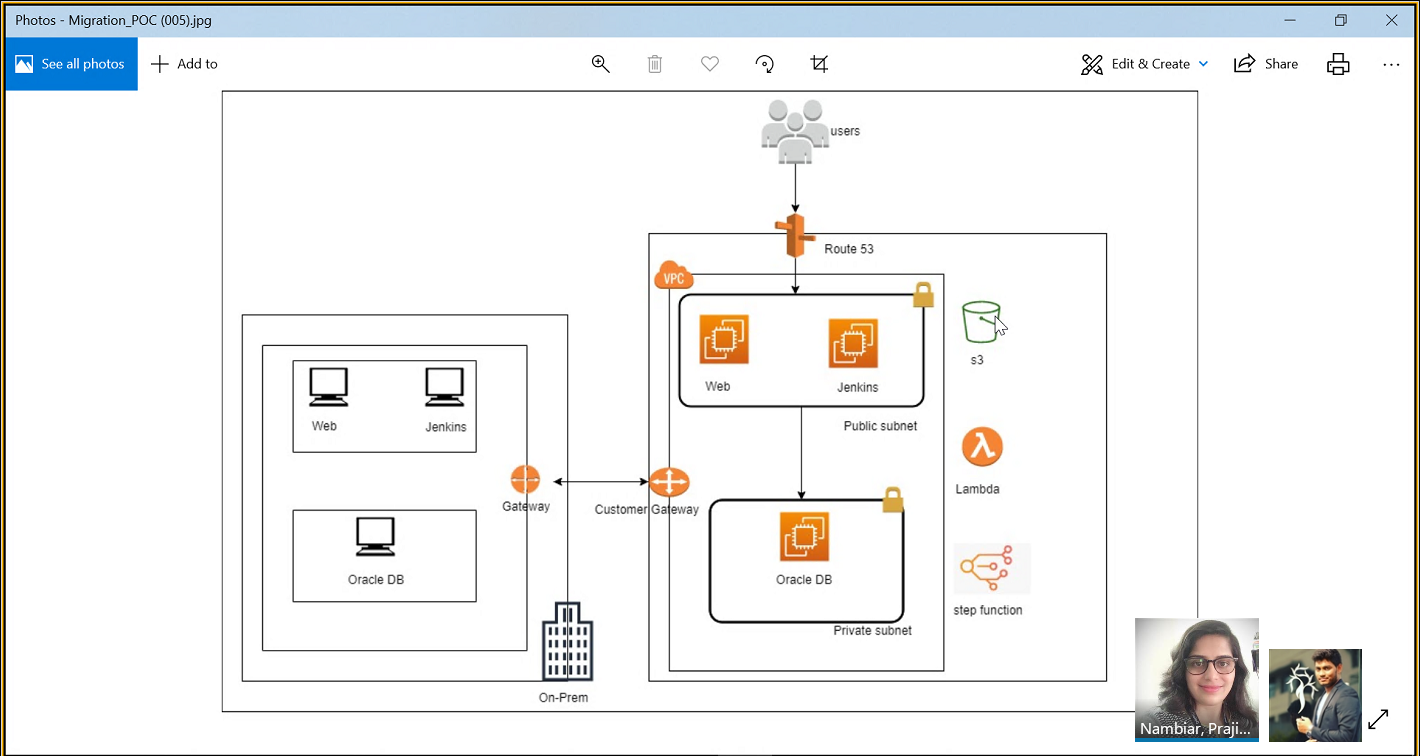 Photos - Migration_POC (005).jpg
See all photos
Add to
Edit & Create
Share
users
Route 53
VPC
s3
Web
Jenkins
Public subnet
Web
Jenkins
Lambda
Gateway
Customer Gateway
Oracle DB
Oracle DB
step function
Private subnet
On-Prem
Nambiar, Praji...